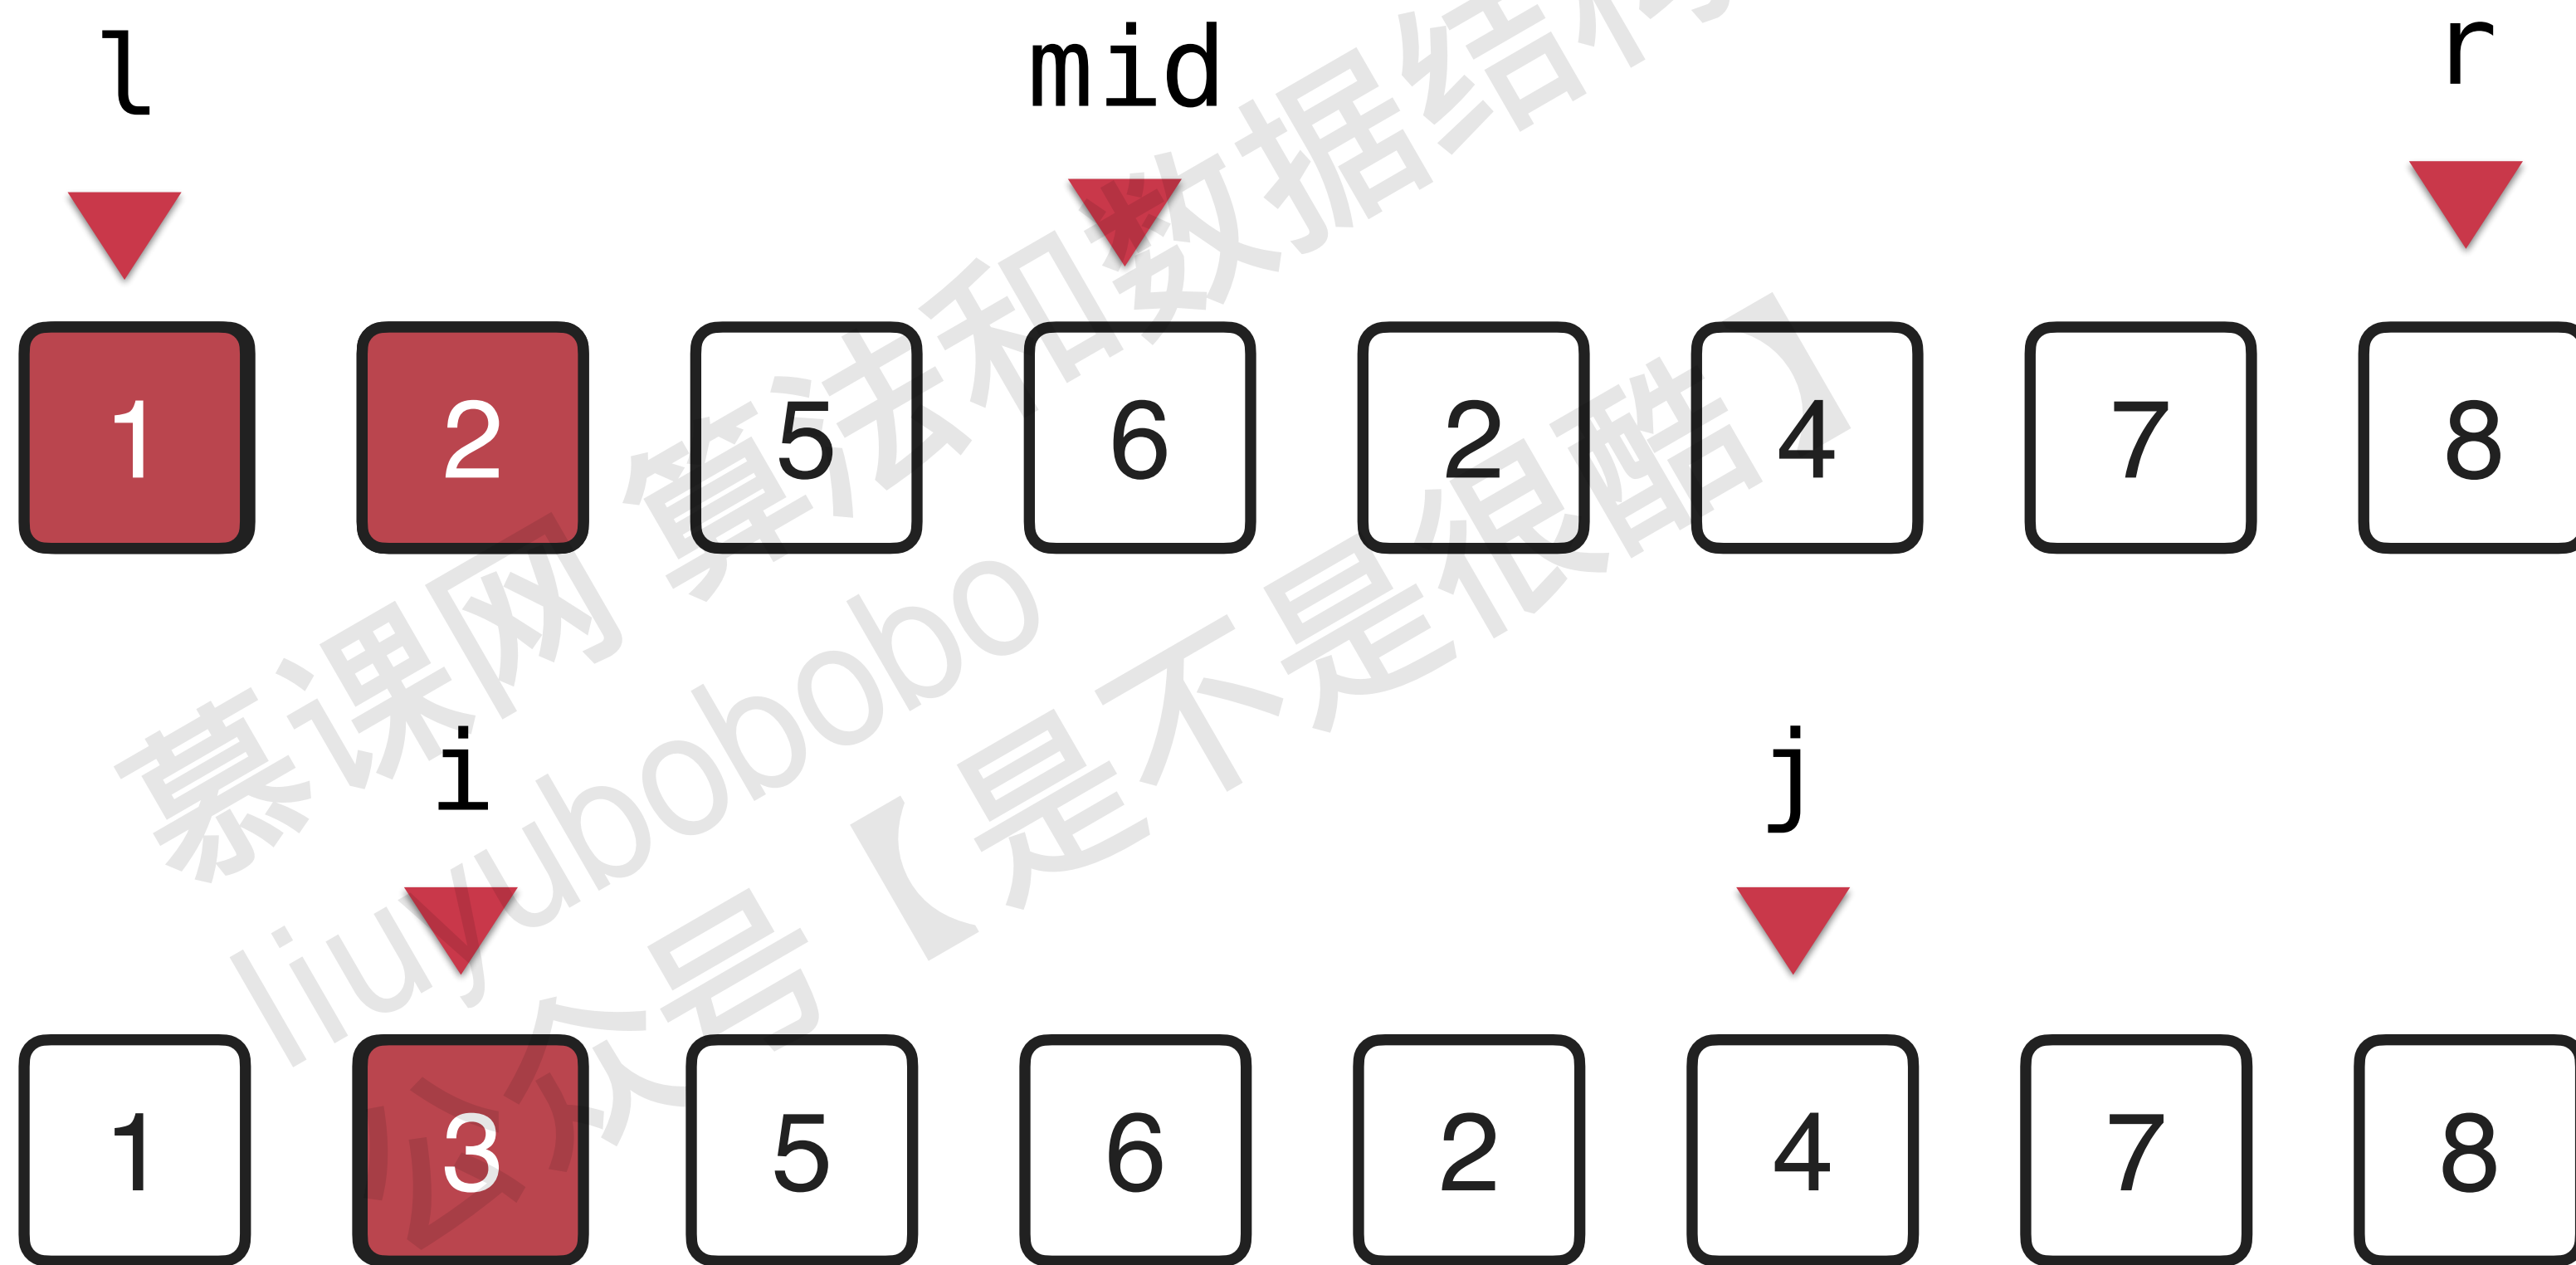 l mid r
1 2 5 6 2 4 7 8
i j
1 3 5 6 2 4 7 8
慕课网 算法和数据结构
liuyubobobo
公众号【是不是很酷】